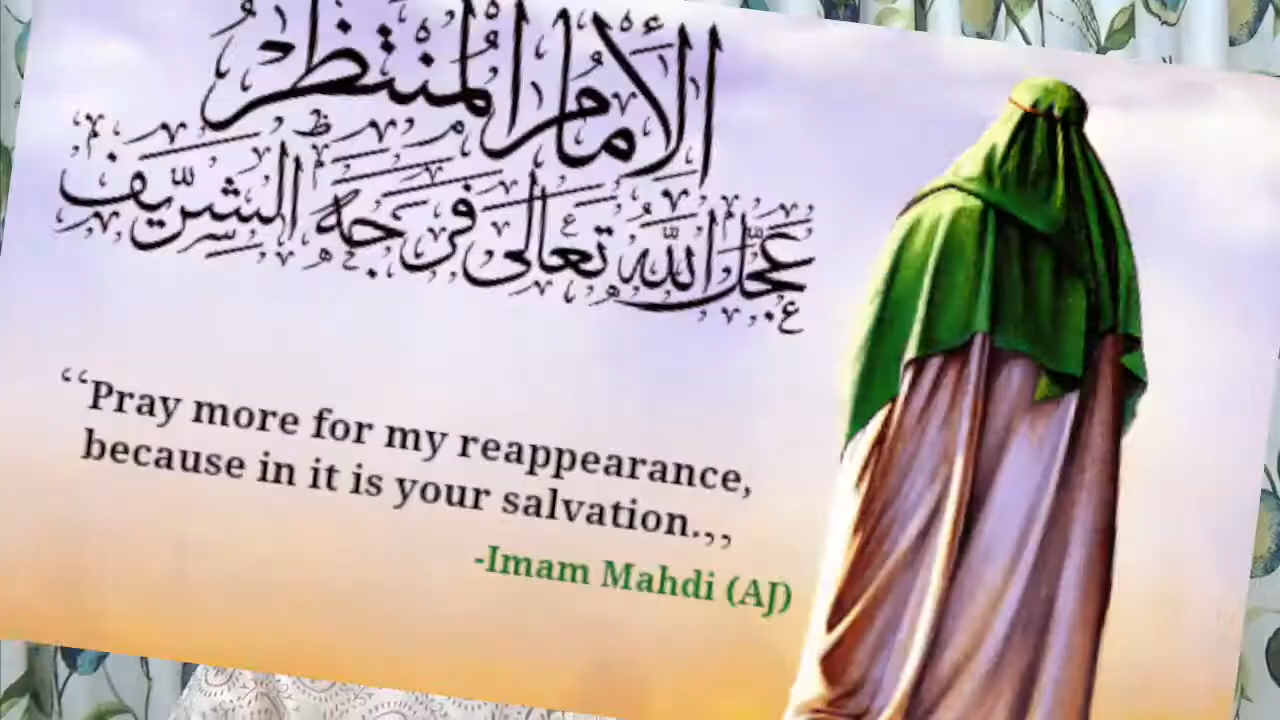 الإمام المنتظر
عجل الله تعالى فرجه الشريف
“Pray more for my reappearance,
because in it is your salvation.,,
-Imam Mahdi (AJ)